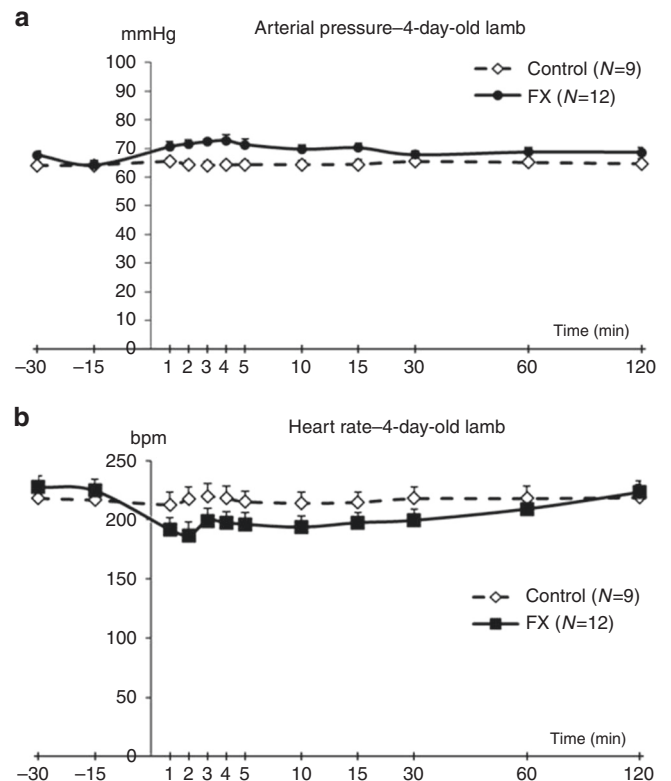 a
mmHg
Arterial pressure–4-day-old lamb
Control (N=9)
FX (N=12)
100
90
80
70
60
50
40
30
20
10
0
Time (min)
–30 –15 1 2 3 4 5 10 15 30 60 120
b
bpm
Heart rate–4-day-old lamb
250
200
150
Control (N=9)
FX (N=12)
100
50
0
Time (min)
–30 –15 1 2 3 4 5 10 15 30 60 120